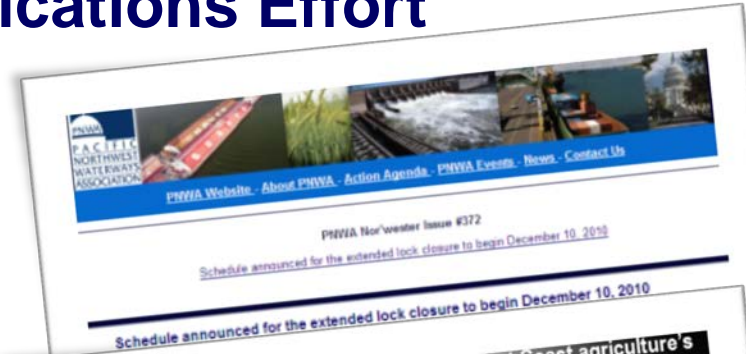 ications Effort
PNWA
PACIFIC
NORTHWEST
WATERWAYS
ASSOCIATION
PNWA Website - About PNWA - Action Agenda - PNWA Events - News - Contact Us
PNWA Nor'wester Issue #372
Schedule announced for the extended lock closure to begin December 10, 2010
Schedule announced for the extended lock closure to begin December 10, 2010
Coast agriculture's